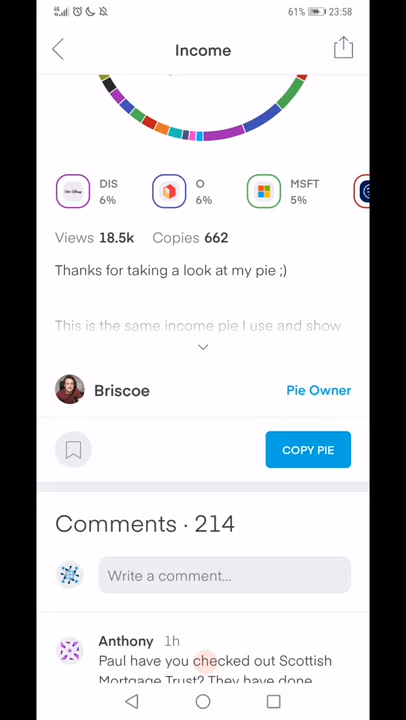 61% 23:58
Income
DIS
6%
O
6%
MSFT
5%
Views 18.5k Copies 662
Thanks for taking a look at my pie ;)
This is the same income pie I use and show
Briscoe
Pie Owner
COPY PIE
Comments · 214
Write a comment...
Anthony 1h
Paul have you checked out Scottish
Mortgage Trust? They have done